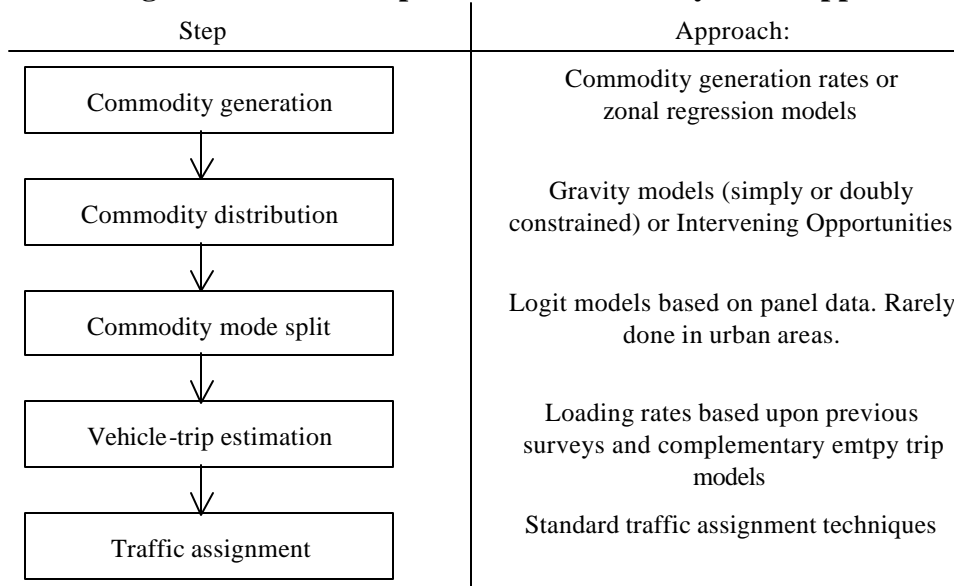 Step
Approach:
Commodity generation
Commodity generation rates or
zonal regression models
Commodity distribution
Gravity models (simply or doubly
constrained) or Intervening Opportunities
Commodity mode split
Logit models based on panel data. Rarely
done in urban areas.
Vehicle-trip estimation
Loading rates based upon previous
surveys and complementary emtpy trip
models
Traffic assignment
Standard traffic assignment techniques